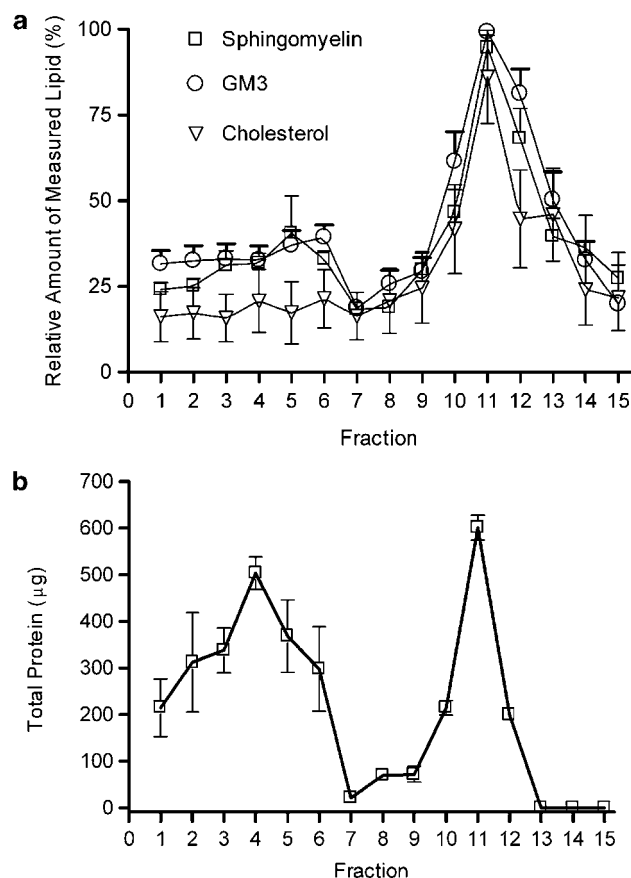 a
Relative Amount of Measured Lipid (%)
100
75
50
25
0
Sphingomyelin
GM3
Cholesterol
0 1 2 3 4 5 6 7 8 9 10 11 12 13 14 15
Fraction
b
Total Protein (μg)
700
600
500
400
300
200
100
0
0 1 2 3 4 5 6 7 8 9 10 11 12 13 14 15
Fraction